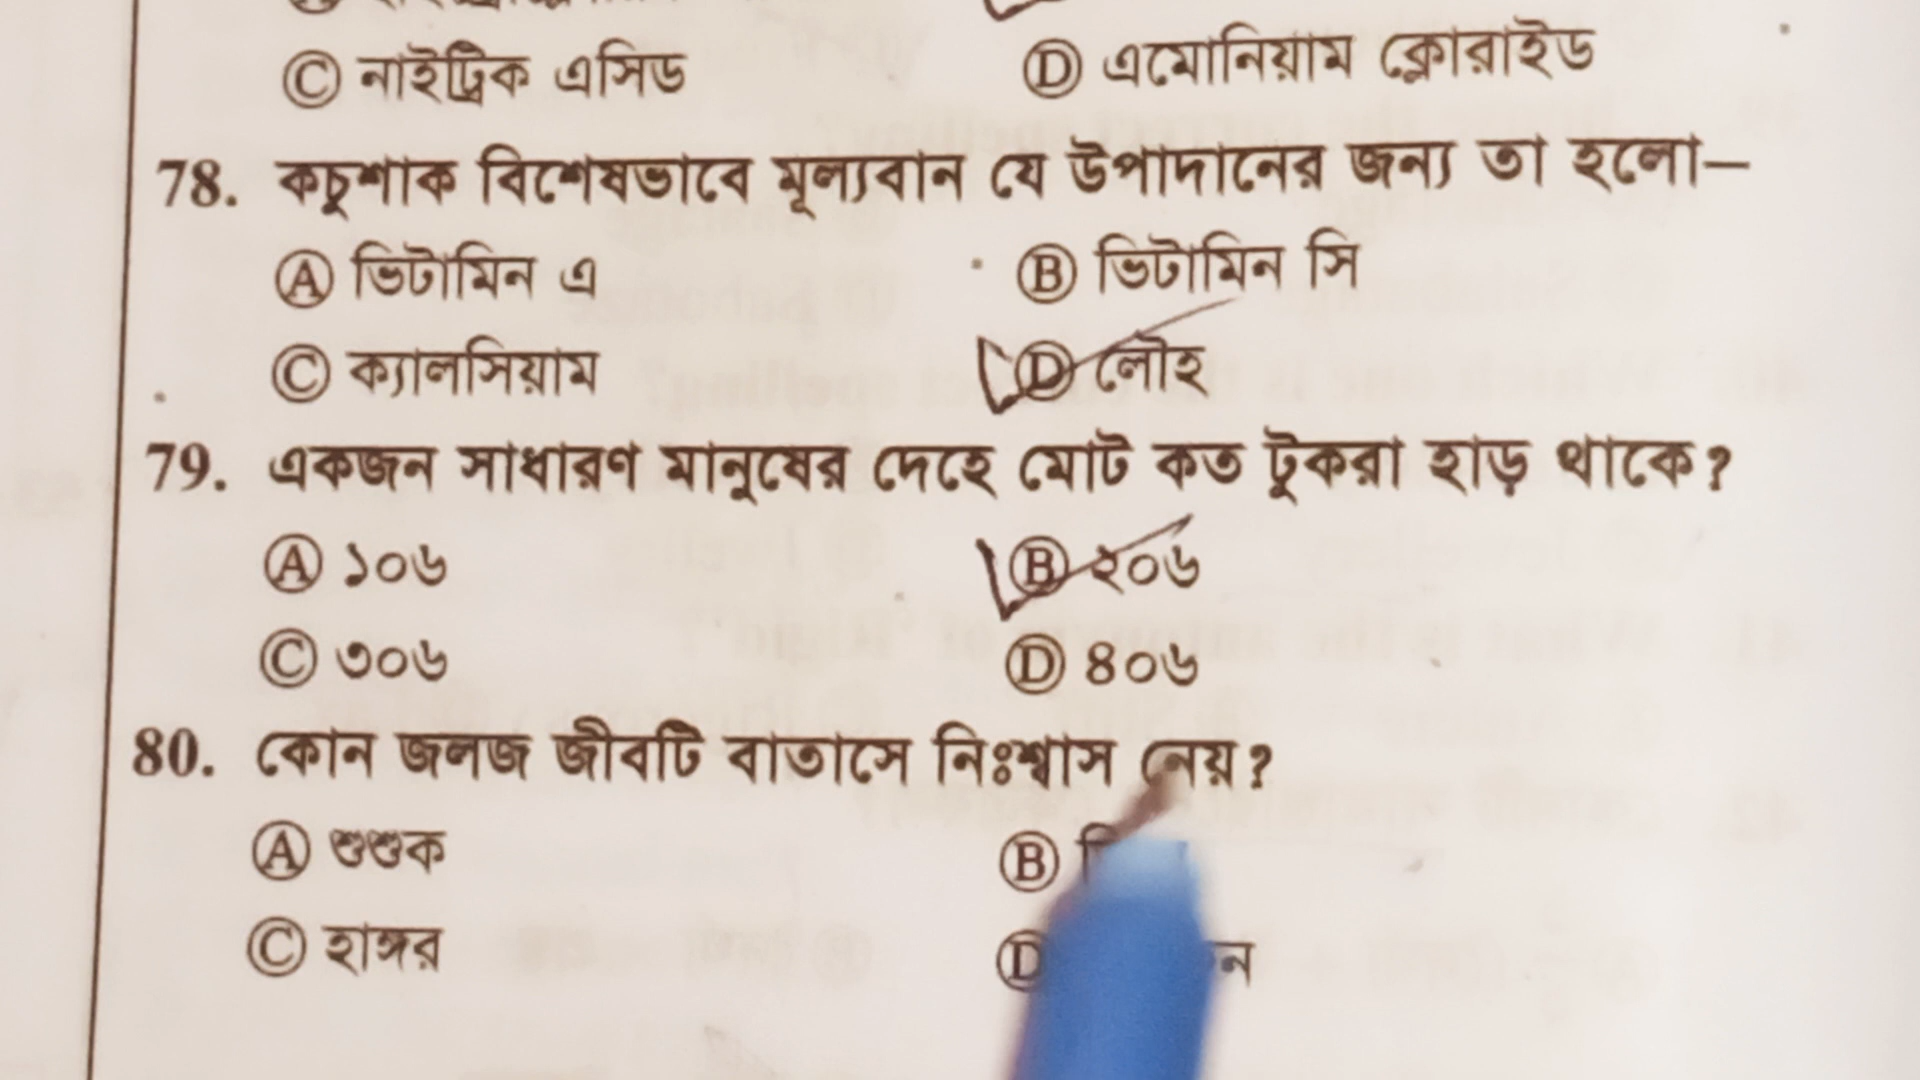 C নাইট্রিক এসিড D এমোনিয়াম ক্লোরাইড
78. কচুশাক বিশেষভাবে মূল্যবান যে উপাদানের জন্য তা হলো—
A ভিটামিন এ B ভিটামিন সি
C ক্যালসিয়াম D লৌহ
79. একজন সাধারণ মানুষের দেহে মোট কত টুকরা হাড় থাকে?
A ১০৬ B ২০৬
C ৩০৬ D ৪০৬
80. কোন জলজ জীবটি বাতাসে নিঃশ্বাস নেয়?
A শুশুক B
C হাঙ্গর D